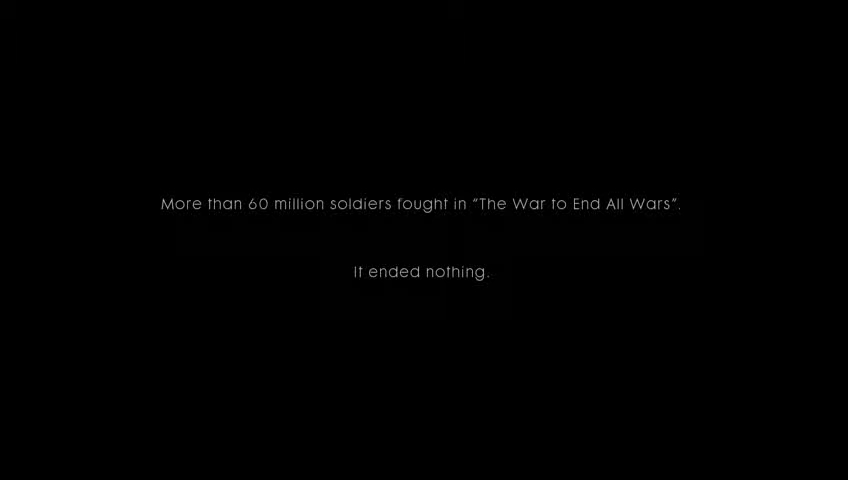 More than 60 million soldiers fought in “The War to End All Wars”.
It ended nothing.